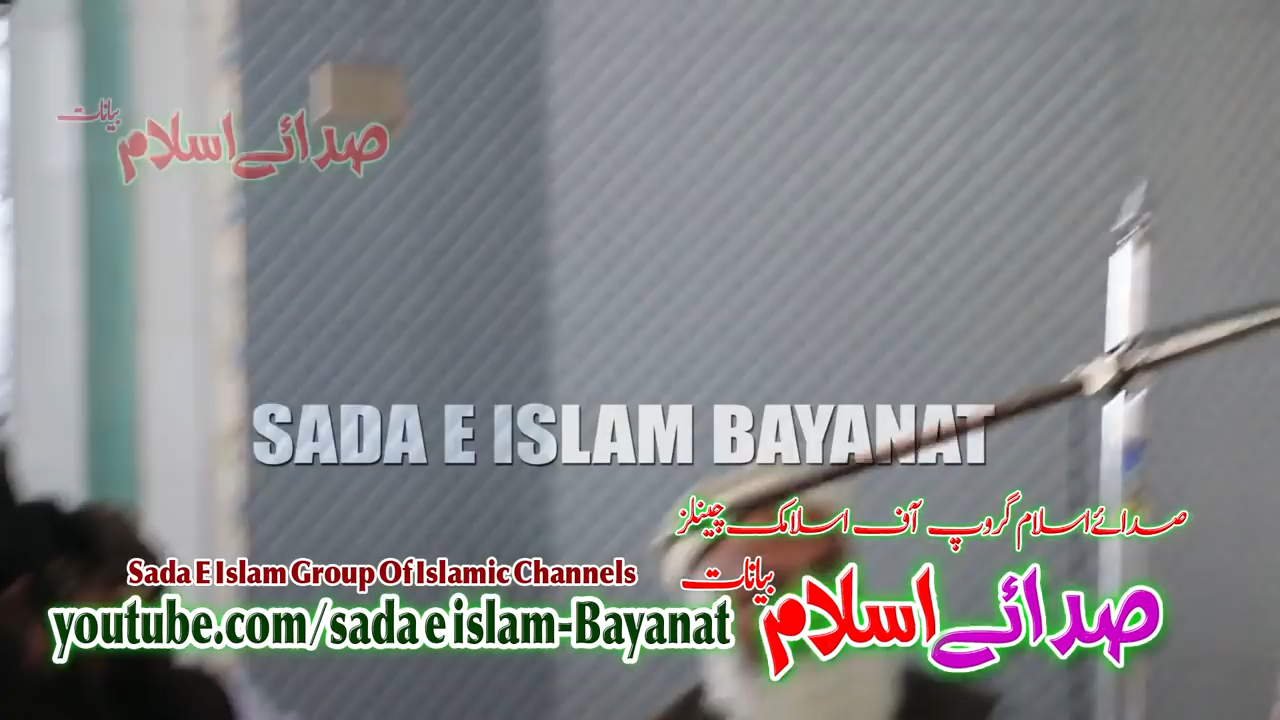 بیانات
صدائے اسلام
SADA E ISLAM BAYANAT
صدائے اسلام گروپ آف اسلامک چینلز
Sada E Islam Group Of Islamic Channels
بیانات
youtube.com/sada e islam-Bayanat
صدائے اسلام